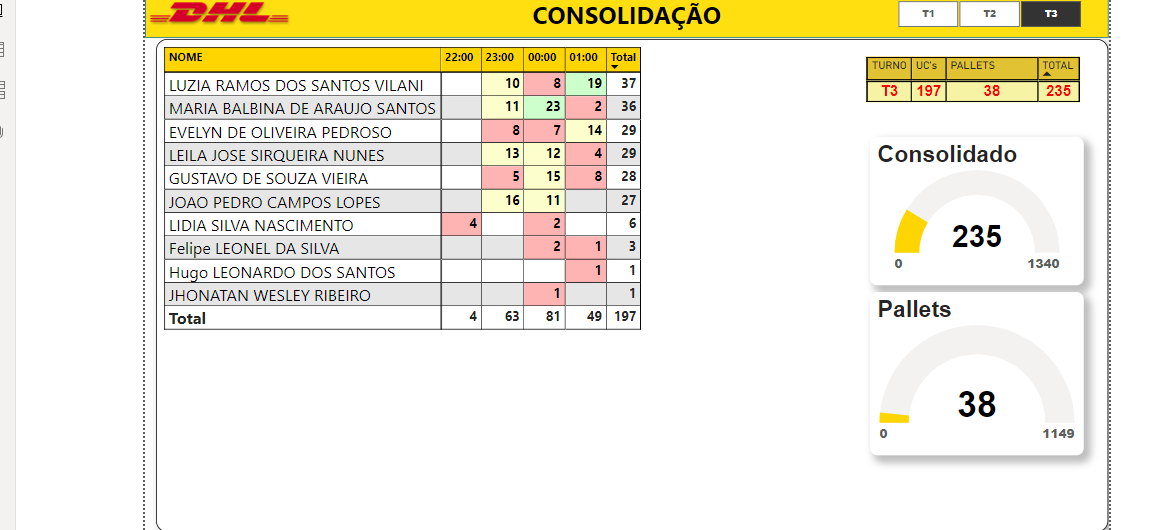 DHL
CONSOLIDAÇÃO
T1 T2 T3
NOME 22:00 23:00 00:00 01:00 Total
LUZIA RAMOS DOS SANTOS VILANI 10 8 19 37
MARIA BALBINA DE ARAUJO SANTOS 11 23 2 36
EVELYN DE OLIVEIRA PEDROSO 8 7 14 29
LEILA JOSE SIRQUEIRA NUNES 13 12 4 29
GUSTAVO DE SOUZA VIEIRA 5 15 8 28
JOAO PEDRO CAMPOS LOPES 16 11 27
LIDIA SILVA NASCIMENTO 4 2 6
Felipe LEONEL DA SILVA 2 1 3
Hugo LEONARDO DOS SANTOS 1 1
JHONATAN WESLEY RIBEIRO 1 1
Total 4 63 81 49 197
TURNO UC's PALLETS TOTAL
T3 197 38 235
Consolidado
235
0 1340
Pallets
38
0 1149